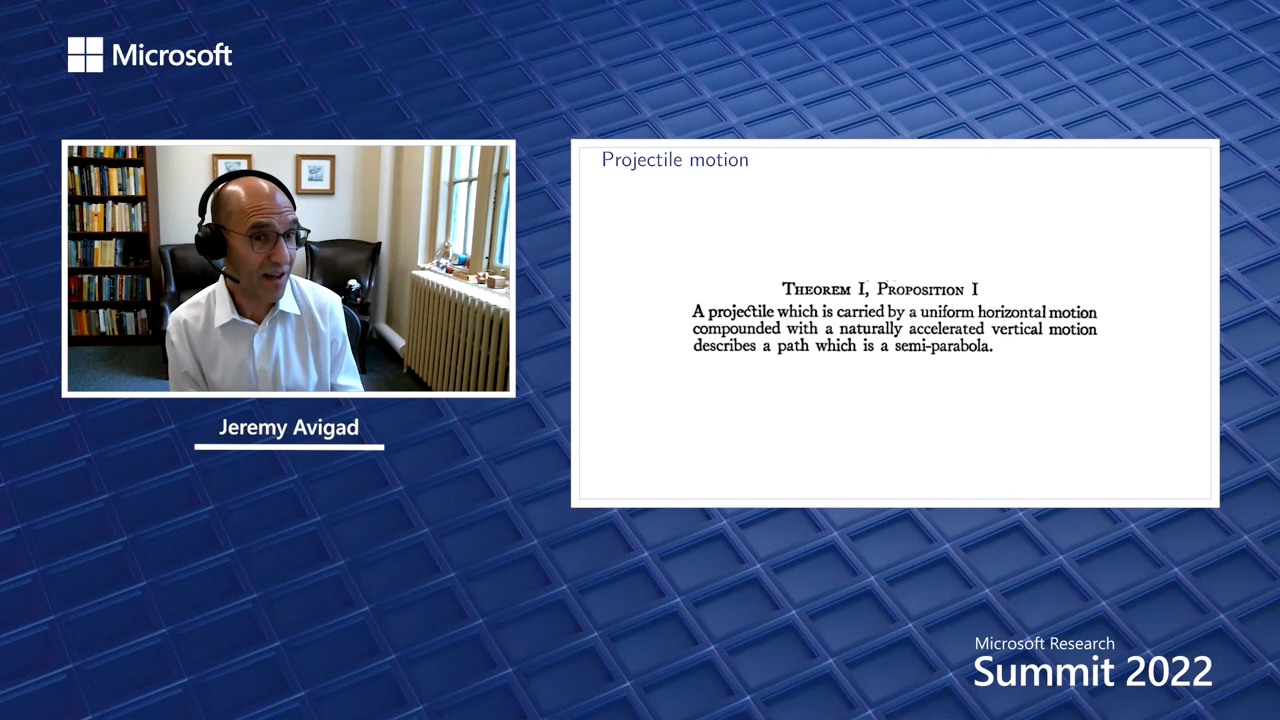 Microsoft
Projectile motion
Theorem I, Proposition I
A projectile which is carried by a uniform horizontal motion
compounded with a naturally accelerated vertical motion
describes a path which is a semi-parabola.
Jeremy Avigad
Microsoft Research
Summit 2022